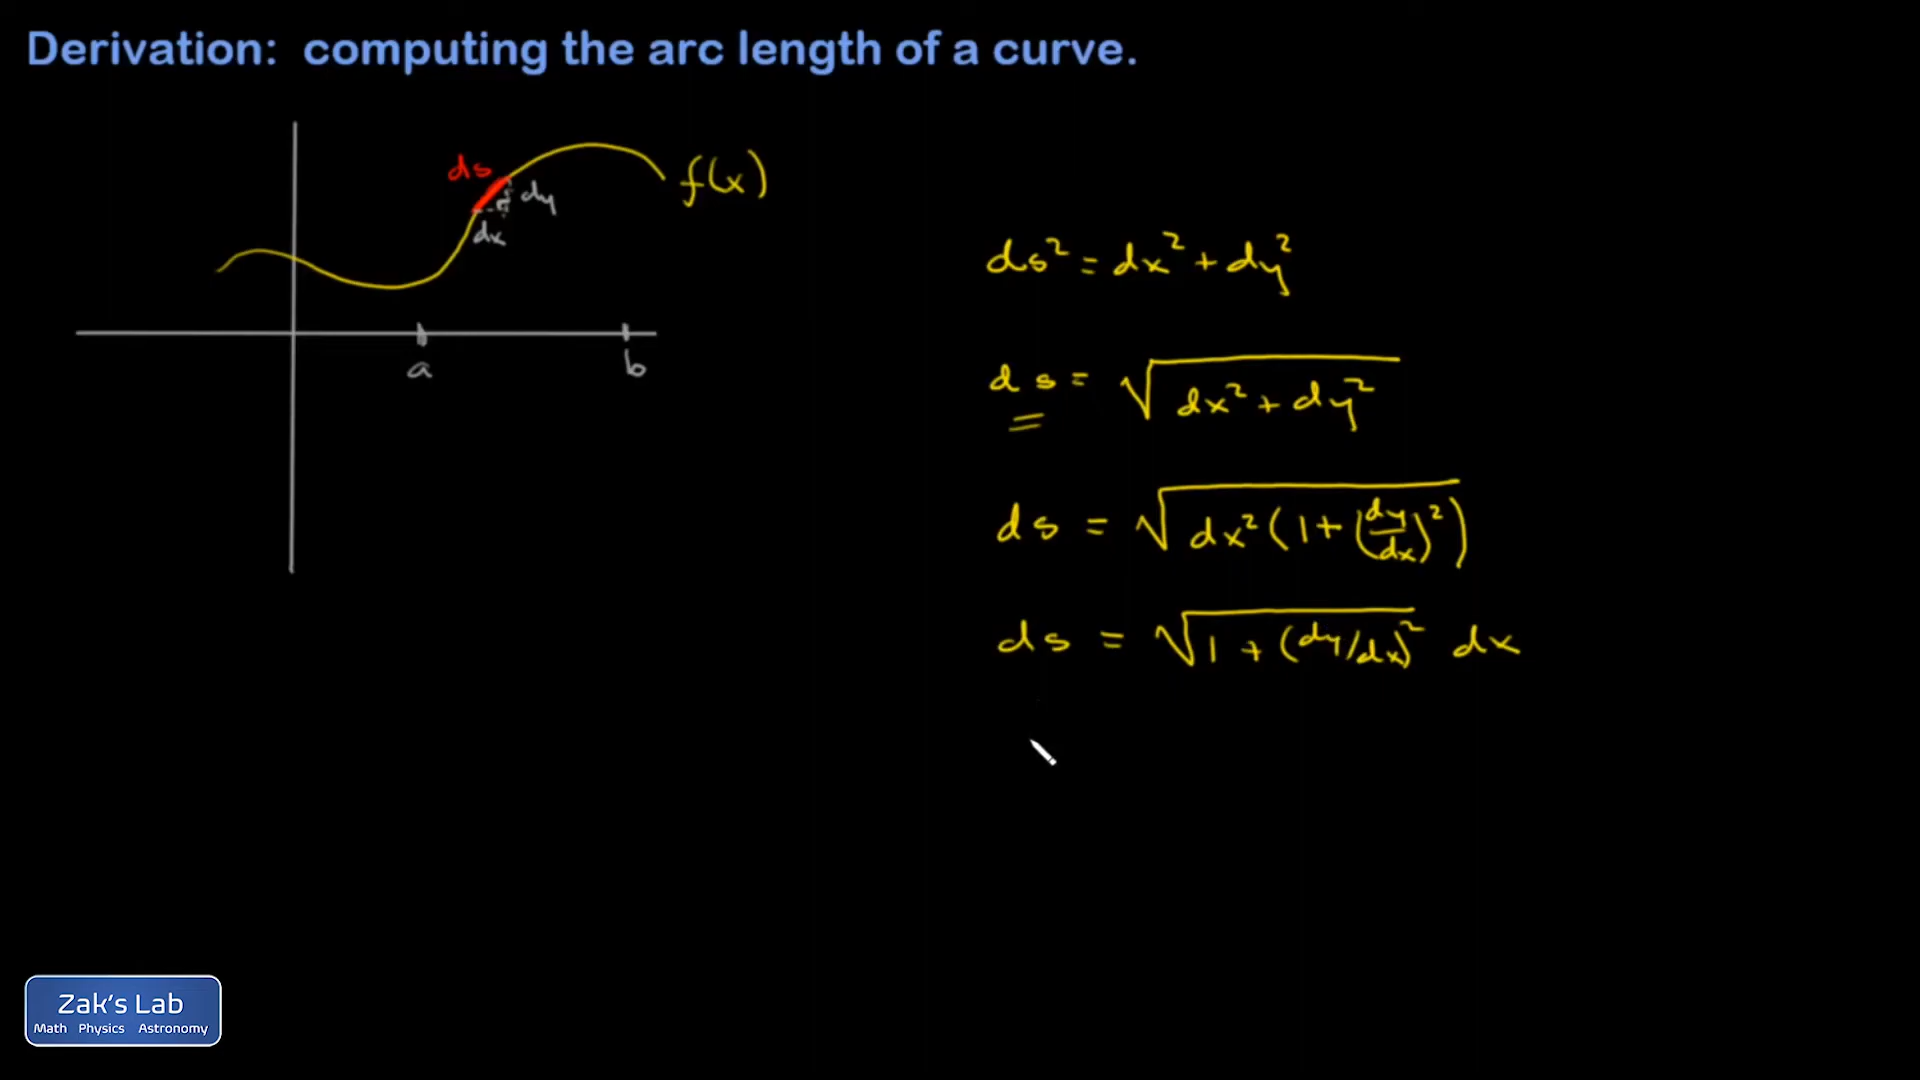 Derivation: computing the arc length of a curve.
ds
dy
f(x)
dx
a
b
ds² = dx² + dy²
ds = √(dx² + dy²)
ds = √(dx²(1 + (dy/dx)²))
ds = √(1 + (dy/dx)²) dx
Zak's Lab
Math Physics Astronomy